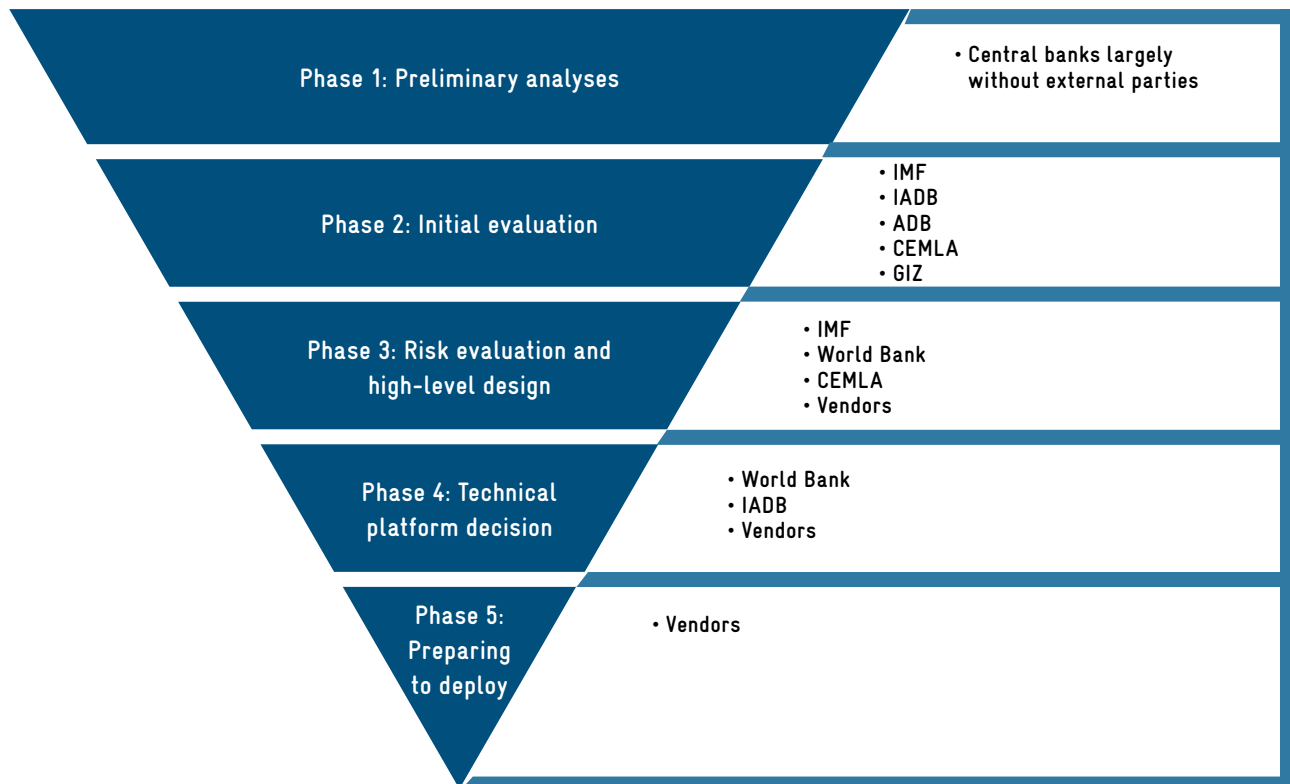 Phase 1: Preliminary analyses
• Central banks largely
without external parties
Phase 2: Initial evaluation
• IMF
• IADB
• ADB
• CEMLA
• GIZ
Phase 3: Risk evaluation and
high-level design
• IMF
• World Bank
• CEMLA
• Vendors
Phase 4: Technical
platform decision
• World Bank
• IADB
• Vendors
Phase 5:
Preparing
to deploy
• Vendors